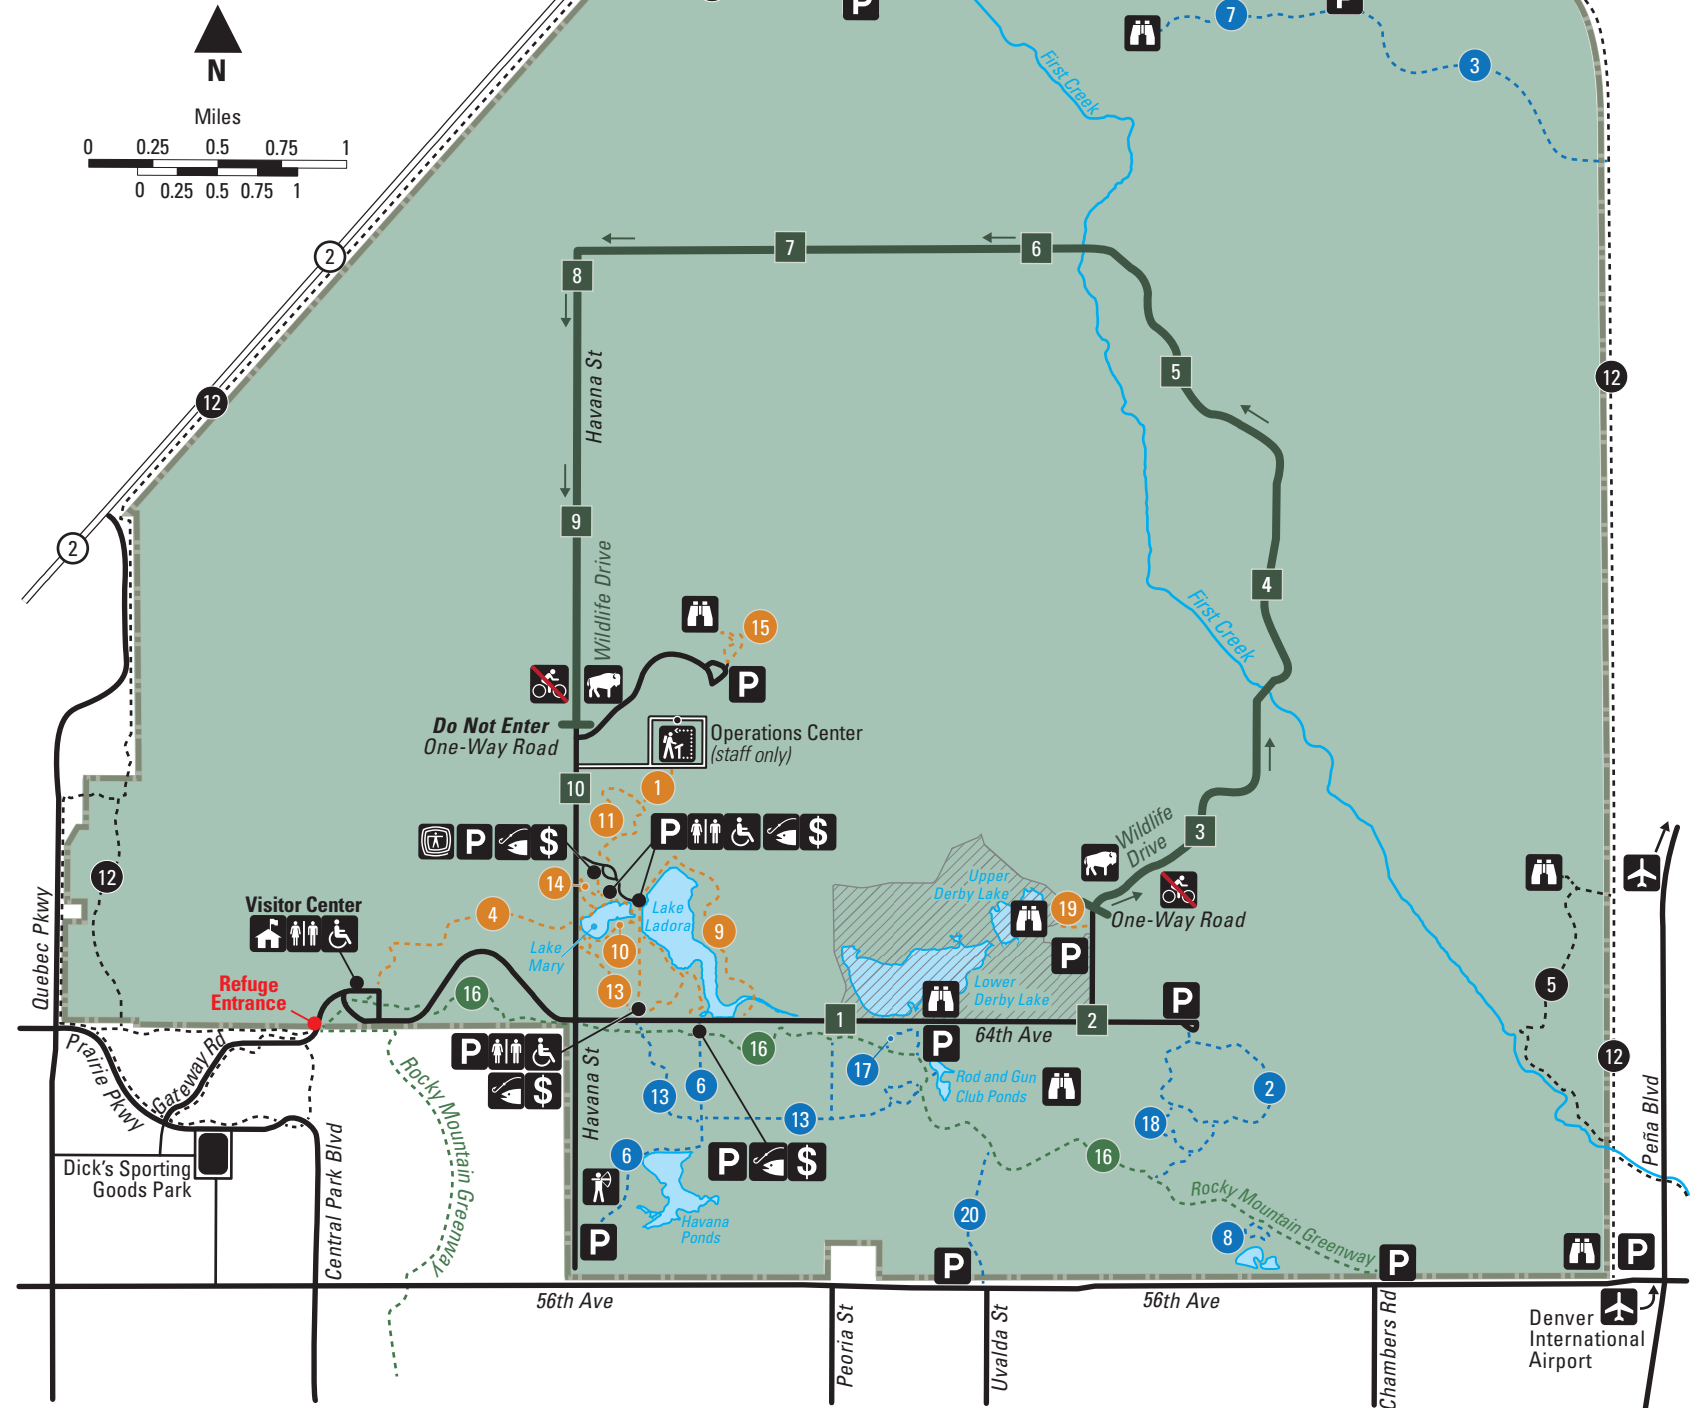 P
P
7
3
N
Miles
0 0.25 0.5 0.75 1
0 0.25 0.5 0.75 1
First Creek
2
12
2
8
7
6
5
4
9
Havana St
Wildlife Drive
First Creek
12
15
P
Do Not Enter
One-Way Road
Operations Center
(staff only)
10
1
11
P $
P $
14
4
Lake
Ladora
9
Lake
Mary
10
13
Visitor Center
Refuge
Entrance
16
12
Quebec Pkwy
Upper
Derby Lake
Lower
Derby Lake
19
P
Wildlife
Drive
3
One-Way Road
P
1
2
64th Ave
P
Rod and Gun
Club Ponds
17
16
P
$
13
6
13
6
P $
Havana
Ponds
P
Havana St
2
18
16
20
8
P
P
P
Rocky Mountain Greenway
5
12
Peña Blvd
Prairie Pkwy
Gateway Rd
Rocky Mountain Greenway
Dick's Sporting
Goods Park
Central Park Blvd
56th Ave
56th Ave
Peoria St
Uvalda St
Chambers Rd
Denver
International
Airport